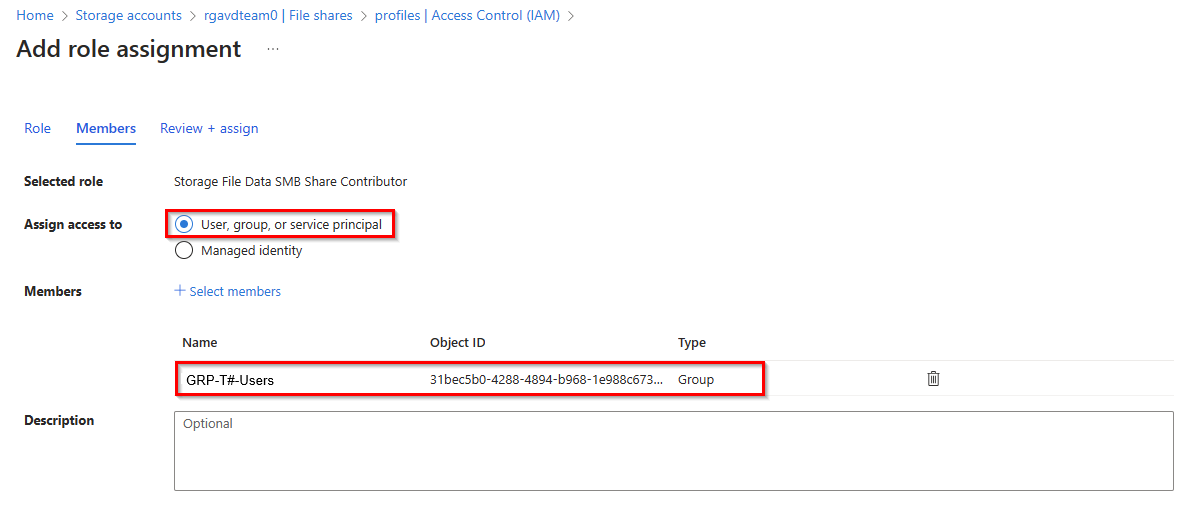 Home > Storage accounts > rgavdteam0 | File shares > profiles | Access Control (IAM) >
Add role assignment ...
Role Members Review + assign
Selected role Storage File Data SMB Share Contributor
Assign access to User, group, or service principal
Managed identity
Members + Select members
Name Object ID Type
GRP-T#-Users 31bec5b0-4288-4894-b968-1e988c673... Group
Description Optional